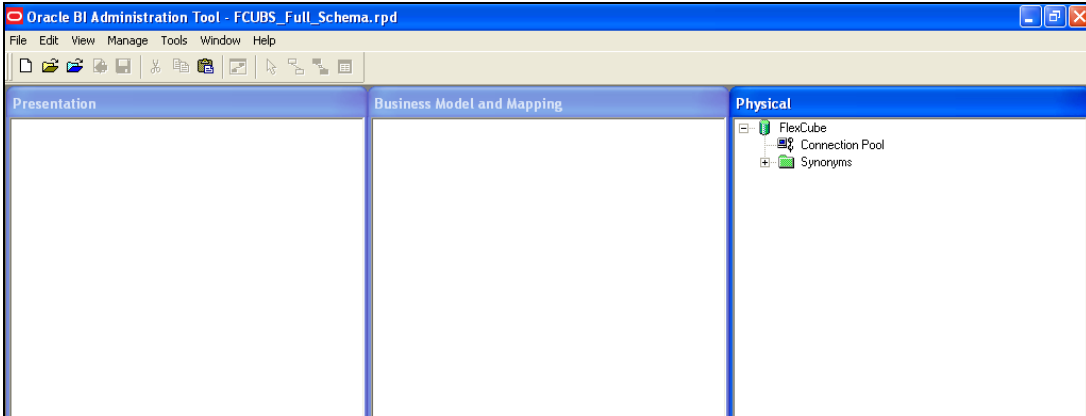 Oracle BI Administration Tool - FCUBS_Full_Schema.rpd
File Edit View Manage Tools Window Help
Presentation
Business Model and Mapping
Physical
FlexCube
Connection Pool
Synonyms